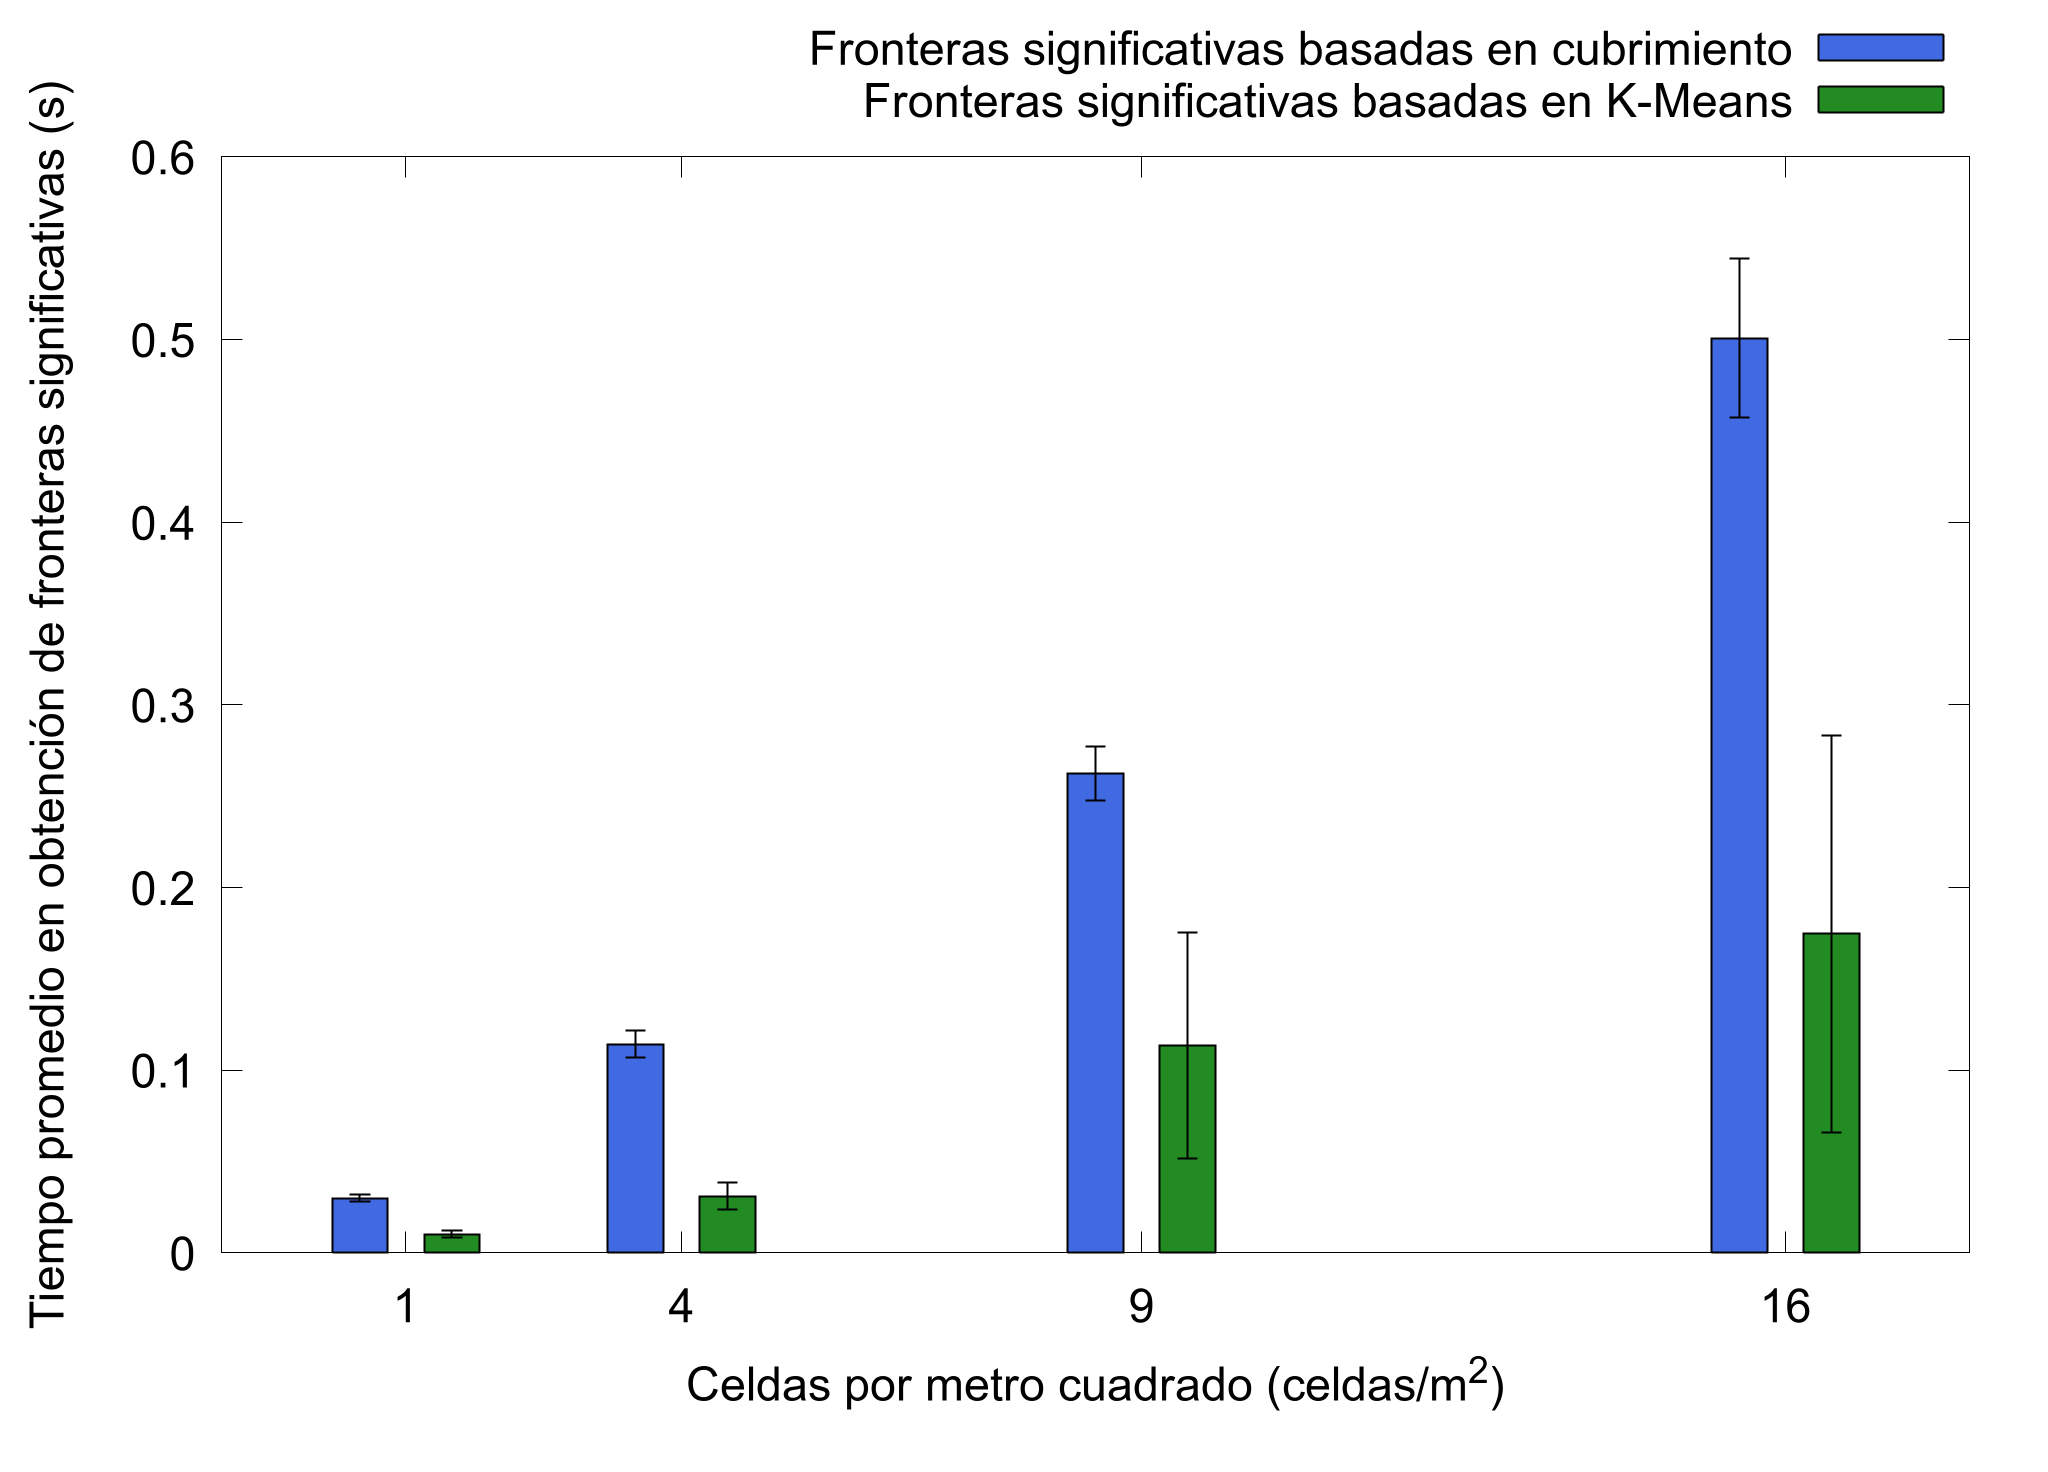 Fronteras significativas basadas en cubrimiento
Fronteras significativas basadas en K-Means
Tiempo promedio en obtención de fronteras significativas (s)
0.6
0.5
0.4
0.3
0.2
0.1
0
1 4 9 16
Celdas por metro cuadrado (celdas/m²)